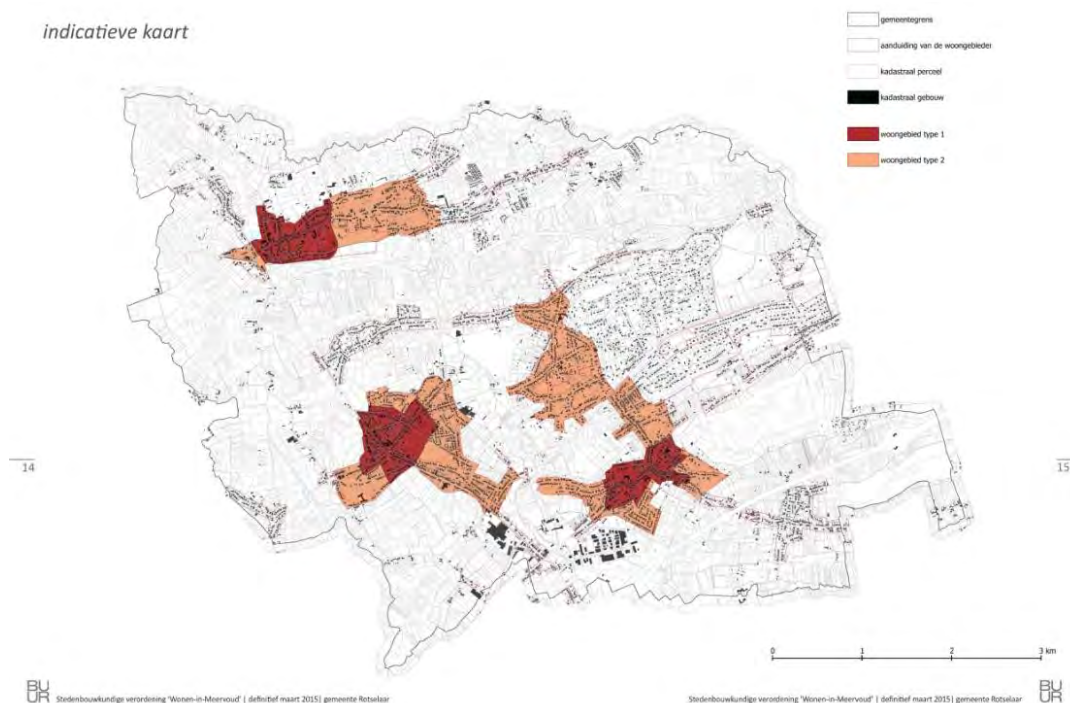 indicatieve kaart
gemeentegrens
aanduiding van de woongebieden
kadastraal perceel
kadastraal gebouw
woongebied type 1
woongebied type 2
14
15
0 1 2 3 km
BU
UR
Stedenbouwkundige verordening 'Wonen-in-Meervoud' | definitief maart 2015| gemeente Rotselaar
Stedenbouwkundige verordening 'Wonen-in-Meervoud' | definitief maart 2015| gemeente Rotselaar
BU
UR